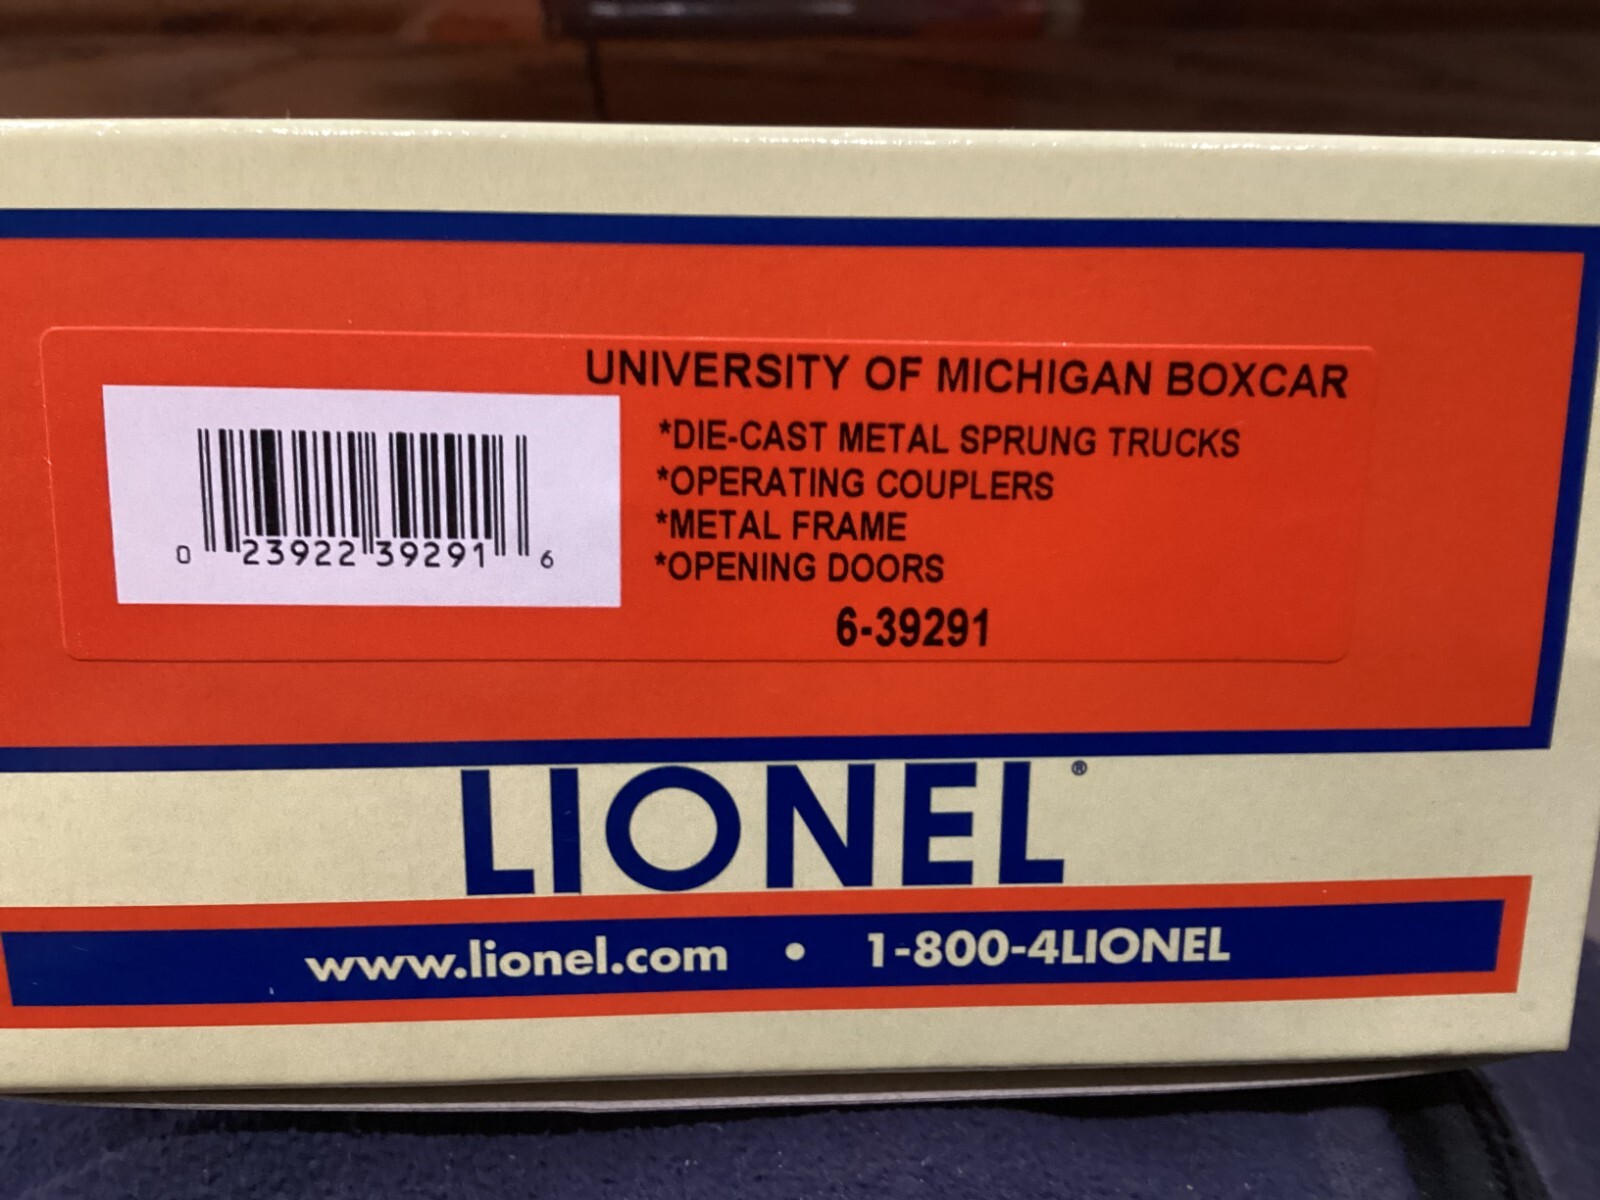 UNIVERSITY OF MICHIGAN BOXCAR
*DIE-CAST METAL SPRUNG TRUCKS
*OPERATING COUPLERS
*METAL FRAME
*OPENING DOORS
6-39291
0 23922 39291 6
LIONEL®
www.lionel.com • 1-800-4LIONEL